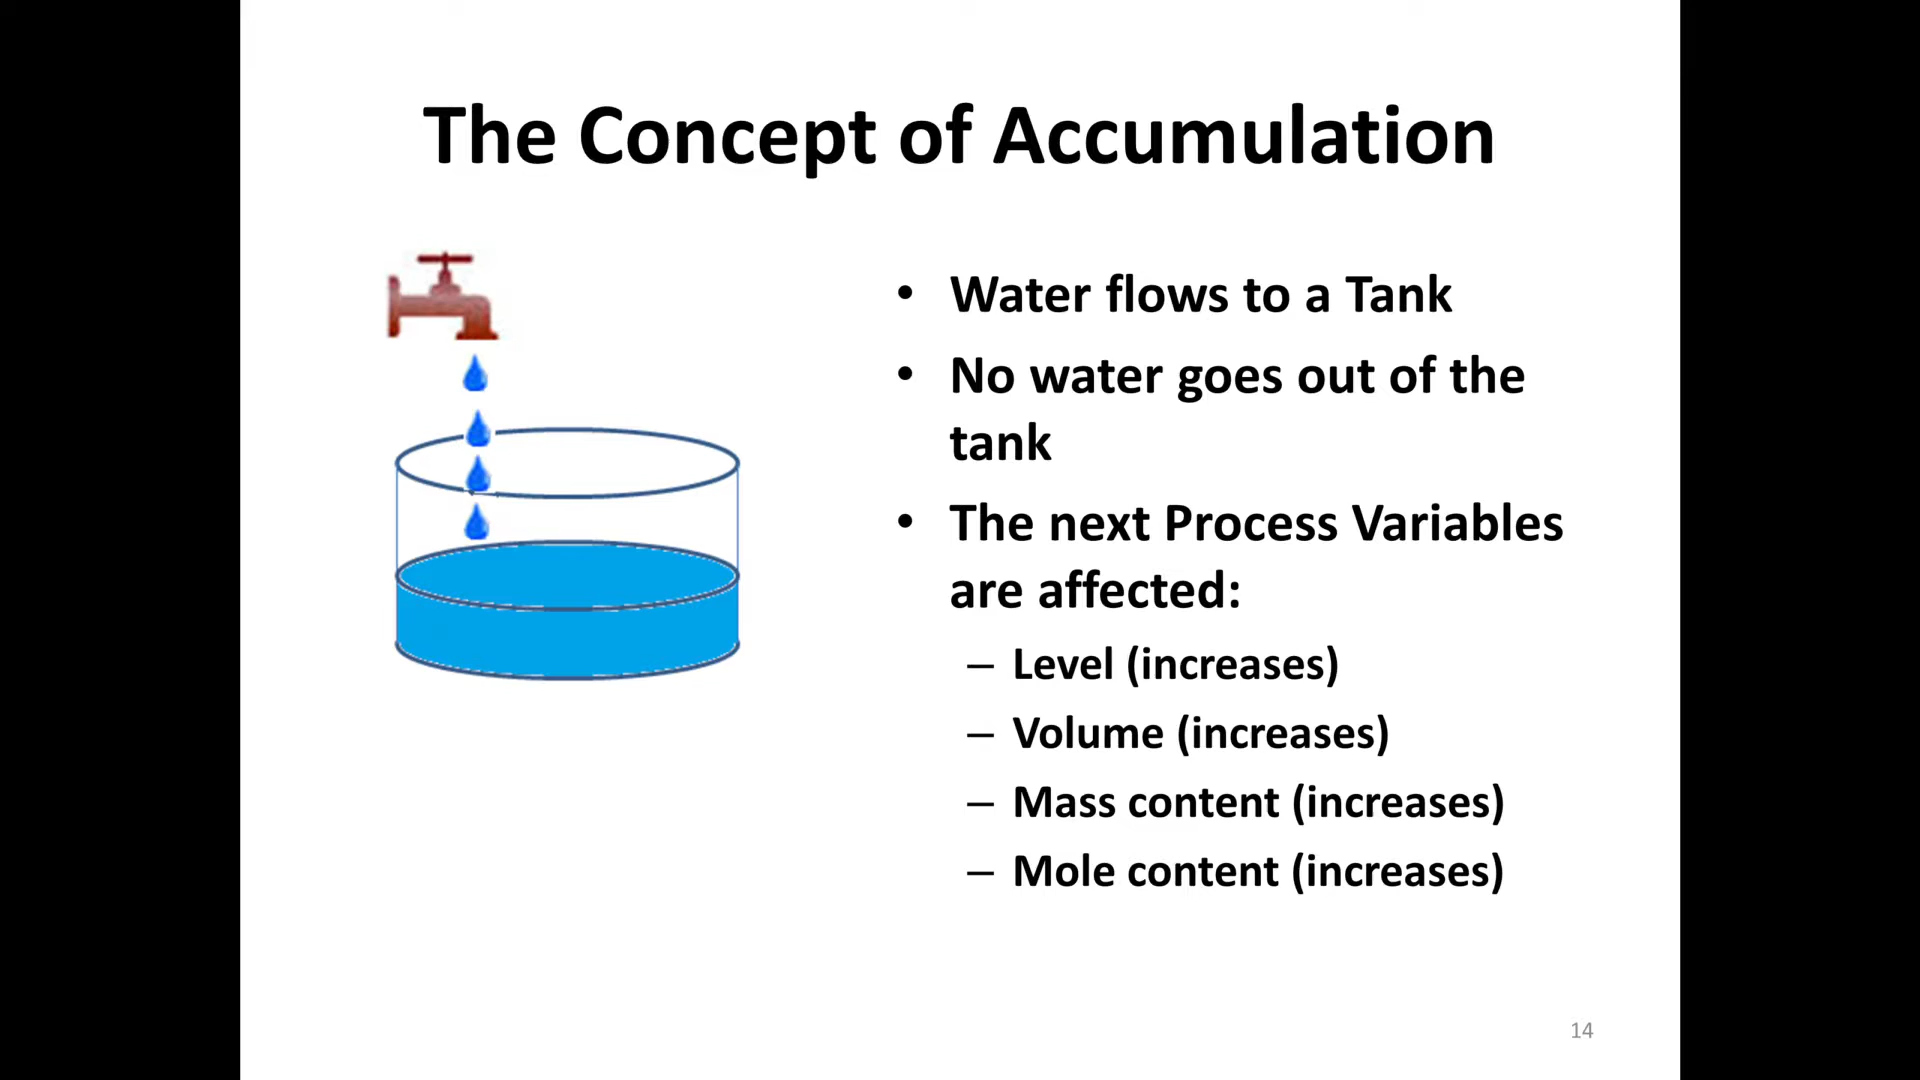 The Concept of Accumulation
• Water flows to a Tank
• No water goes out of the
tank
• The next Process Variables
are affected:
– Level (increases)
– Volume (increases)
– Mass content (increases)
– Mole content (increases)
14